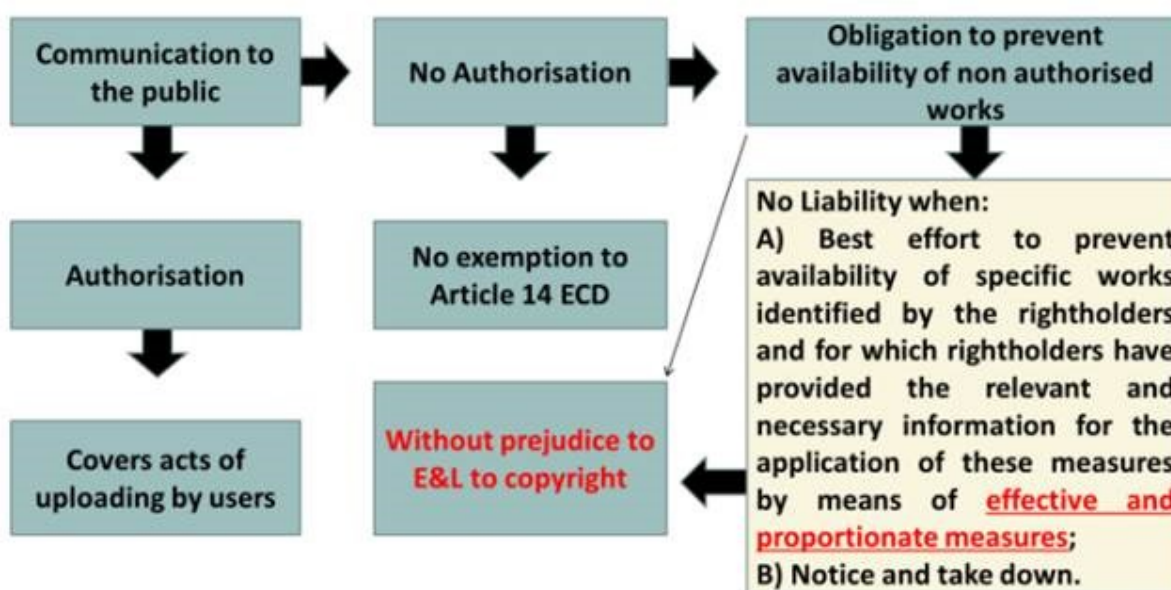 Communication to
the public
No Authorisation
Obligation to prevent
availability of non authorised
works
Authorisation
No exemption to
Article 14 ECD
No Liability when:
A) Best effort to prevent
availability of specific works
identified by the rightholders
and for which rightholders have
provided the relevant and
necessary information for the
application of these measures
by means of effective and
proportionate measures;
B) Notice and take down.
Covers acts of
uploading by users
Without prejudice to
E&L to copyright